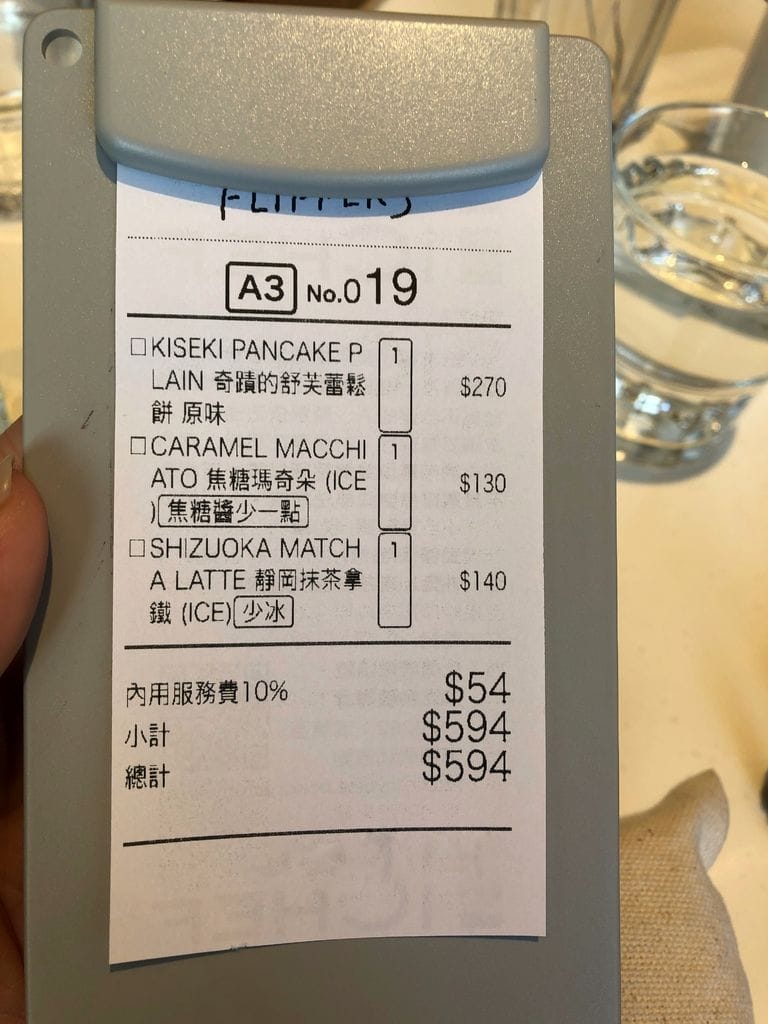 FLIPPERS
A3 No.019
□KISEKI PANCAKE P 1
LAIN 奇蹟的舒芙蕾鬆 $270
餅 原味
□CARAMEL MACCHI 1
ATO 焦糖瑪奇朵 (ICE $130
)焦糖醬少一點
□SHIZUOKA MATCH 1
A LATTE 靜岡抹茶拿 $140
鐵 (ICE)少冰
內用服務費10% $54
小計 $594
總計 $594